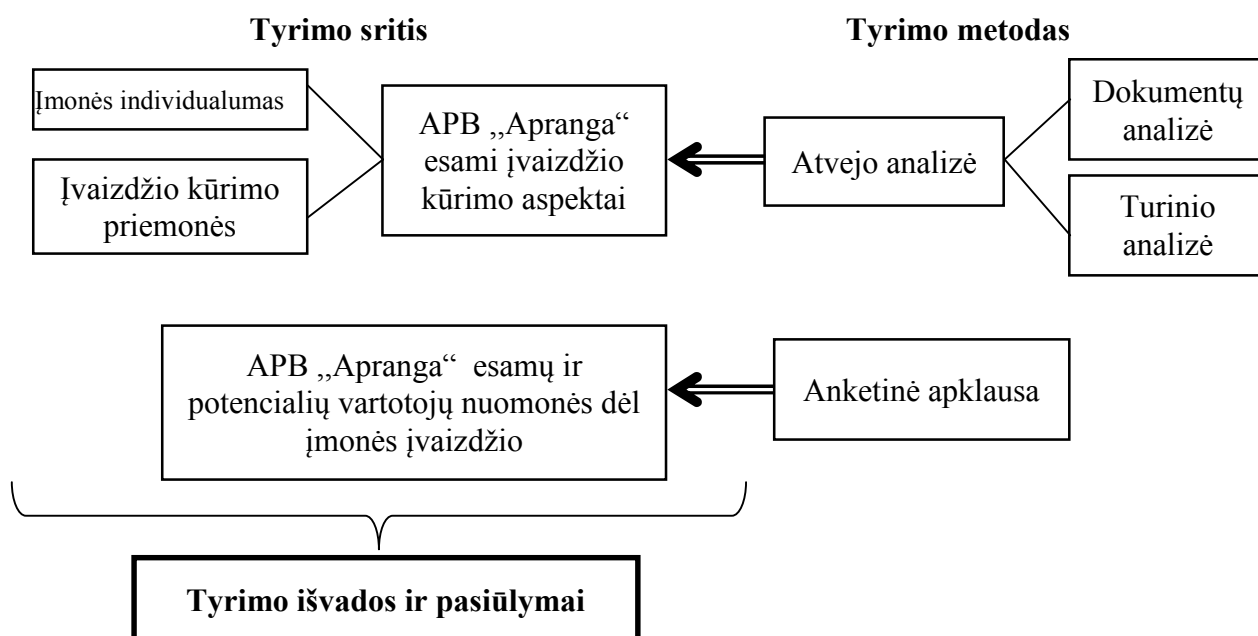 Tyrimo sritis
Tyrimo metodas
Įmonės individualumas
Įvaizdžio kūrimo
priemonės
APB ,,Apranga“
esami įvaizdžio
kūrimo aspektai
Atvejo analizė
Dokumentų
analizė
Turinio
analizė
APB ,,Apranga“ esamų ir
potencialių vartotojų nuomonės dėl
įmonės įvaizdžio
Anketinė apklausa
Tyrimo išvados ir pasiūlymai